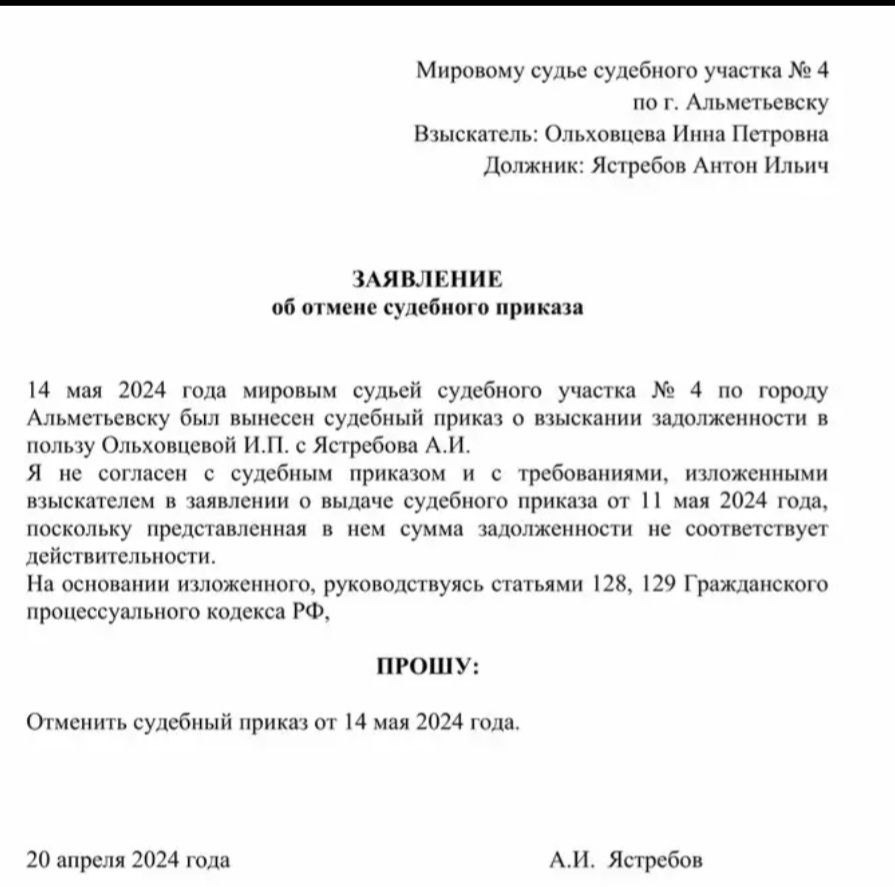 Мировому судье судебного участка № 4
по г. Альметьевску
Взыскатель: Ольховцева Инна Петровна
Должник: Ястребов Антон Ильич
ЗАЯВЛЕНИЕ
об отмене судебного приказа
14 мая 2024 года мировым судьей судебного участка № 4 по городу
Альметьевску был вынесен судебный приказ о взыскании задолженности в
пользу Ольховцевой И.П. с Ястребова А.И.
Я не согласен с судебным приказом и с требованиями, изложенными
взыскателем в заявлении о выдаче судебного приказа от 11 мая 2024 года,
поскольку представленная в нем сумма задолженности не соответствует
действительности.
На основании изложенного, руководствуясь статьями 128, 129 Гражданского
процессуального кодекса РФ,
ПРОШУ:
Отменить судебный приказ от 14 мая 2024 года.
20 апреля 2024 года А.И. Ястребов